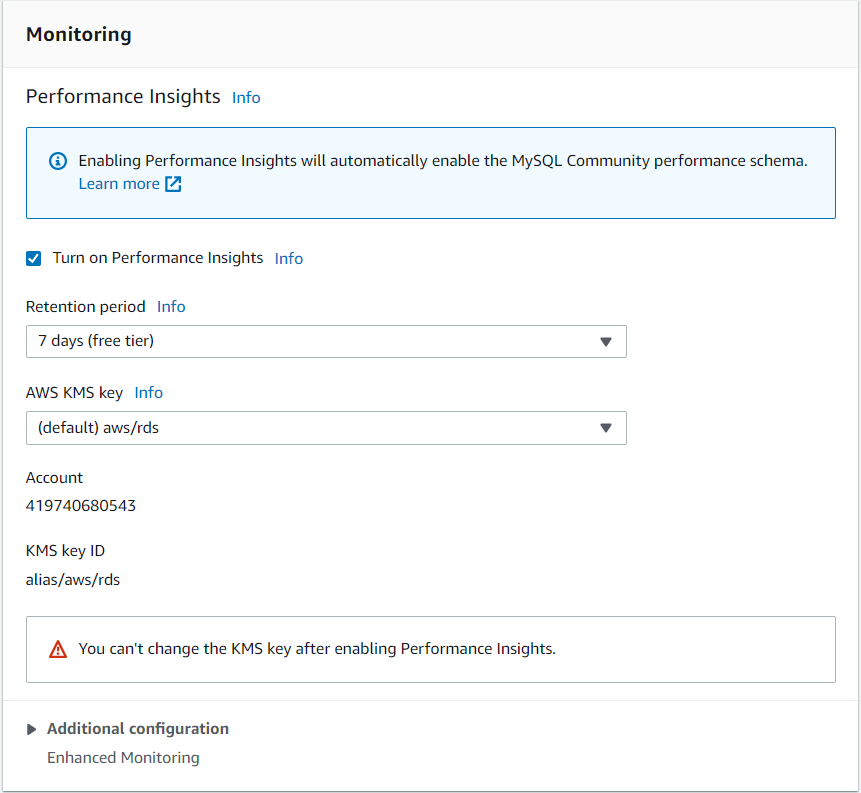 Monitoring
Performance Insights Info
Enabling Performance Insights will automatically enable the MySQL Community performance schema.
Learn more
Turn on Performance Insights Info
Retention period Info
7 days (free tier)
AWS KMS key Info
(default) aws/rds
Account
419740680543
KMS key ID
alias/aws/rds
You can't change the KMS key after enabling Performance Insights.
Additional configuration
Enhanced Monitoring